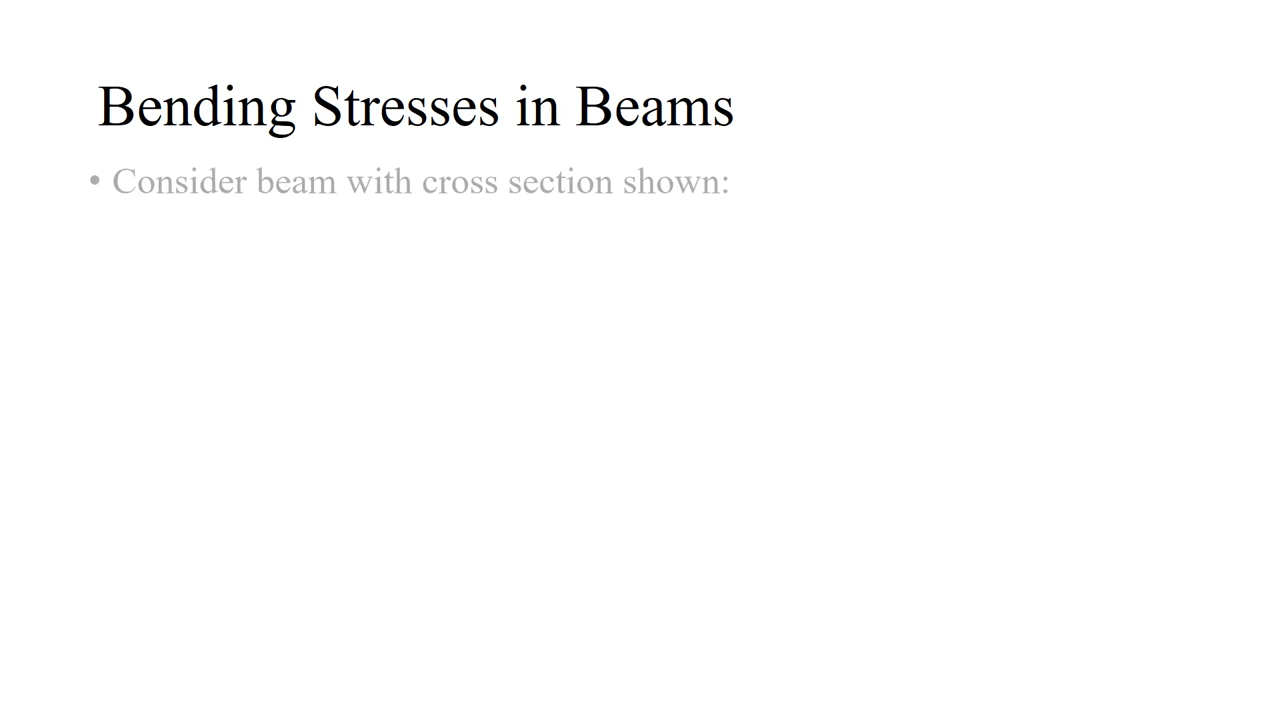 Bending Stresses in Beams
• Consider beam with cross section shown: